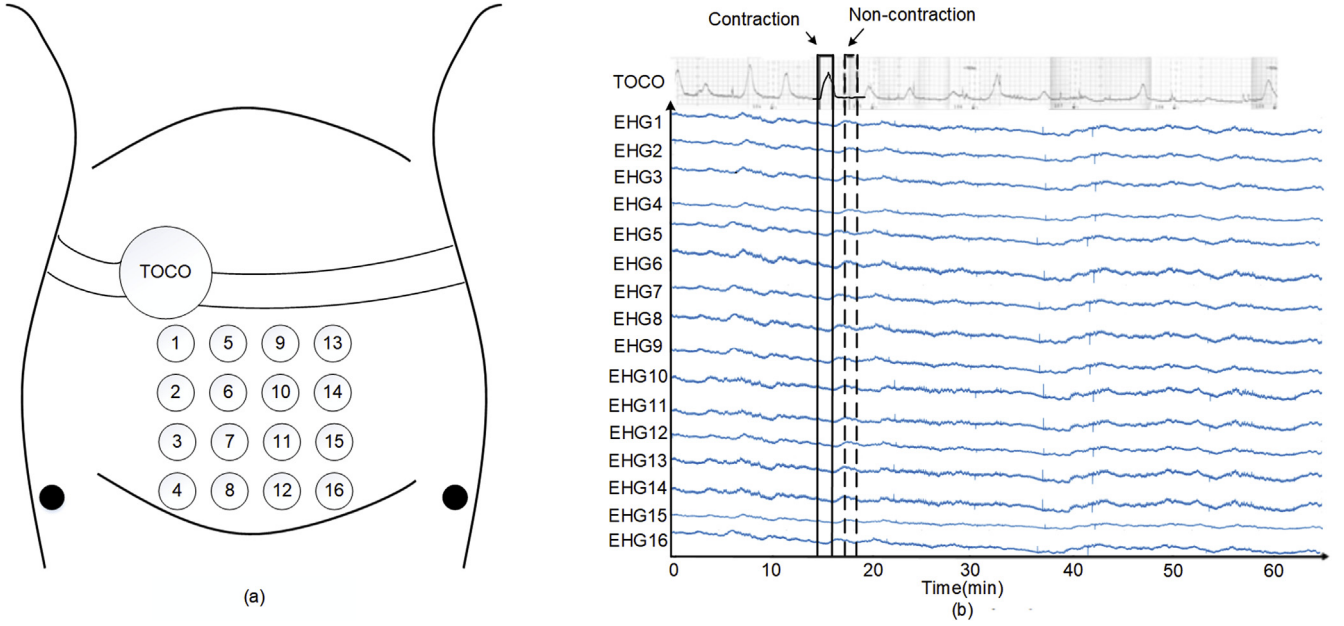 TOCO
1 5 9 13
2 6 10 14
3 7 11 15
4 8 12 16
(a)
Contraction
Non-contraction
TOCO
EHG1
EHG2
EHG3
EHG4
EHG5
EHG6
EHG7
EHG8
EHG9
EHG10
EHG11
EHG12
EHG13
EHG14
EHG15
EHG16
0 10 20 30 40 50 60
Time(min)
(b)